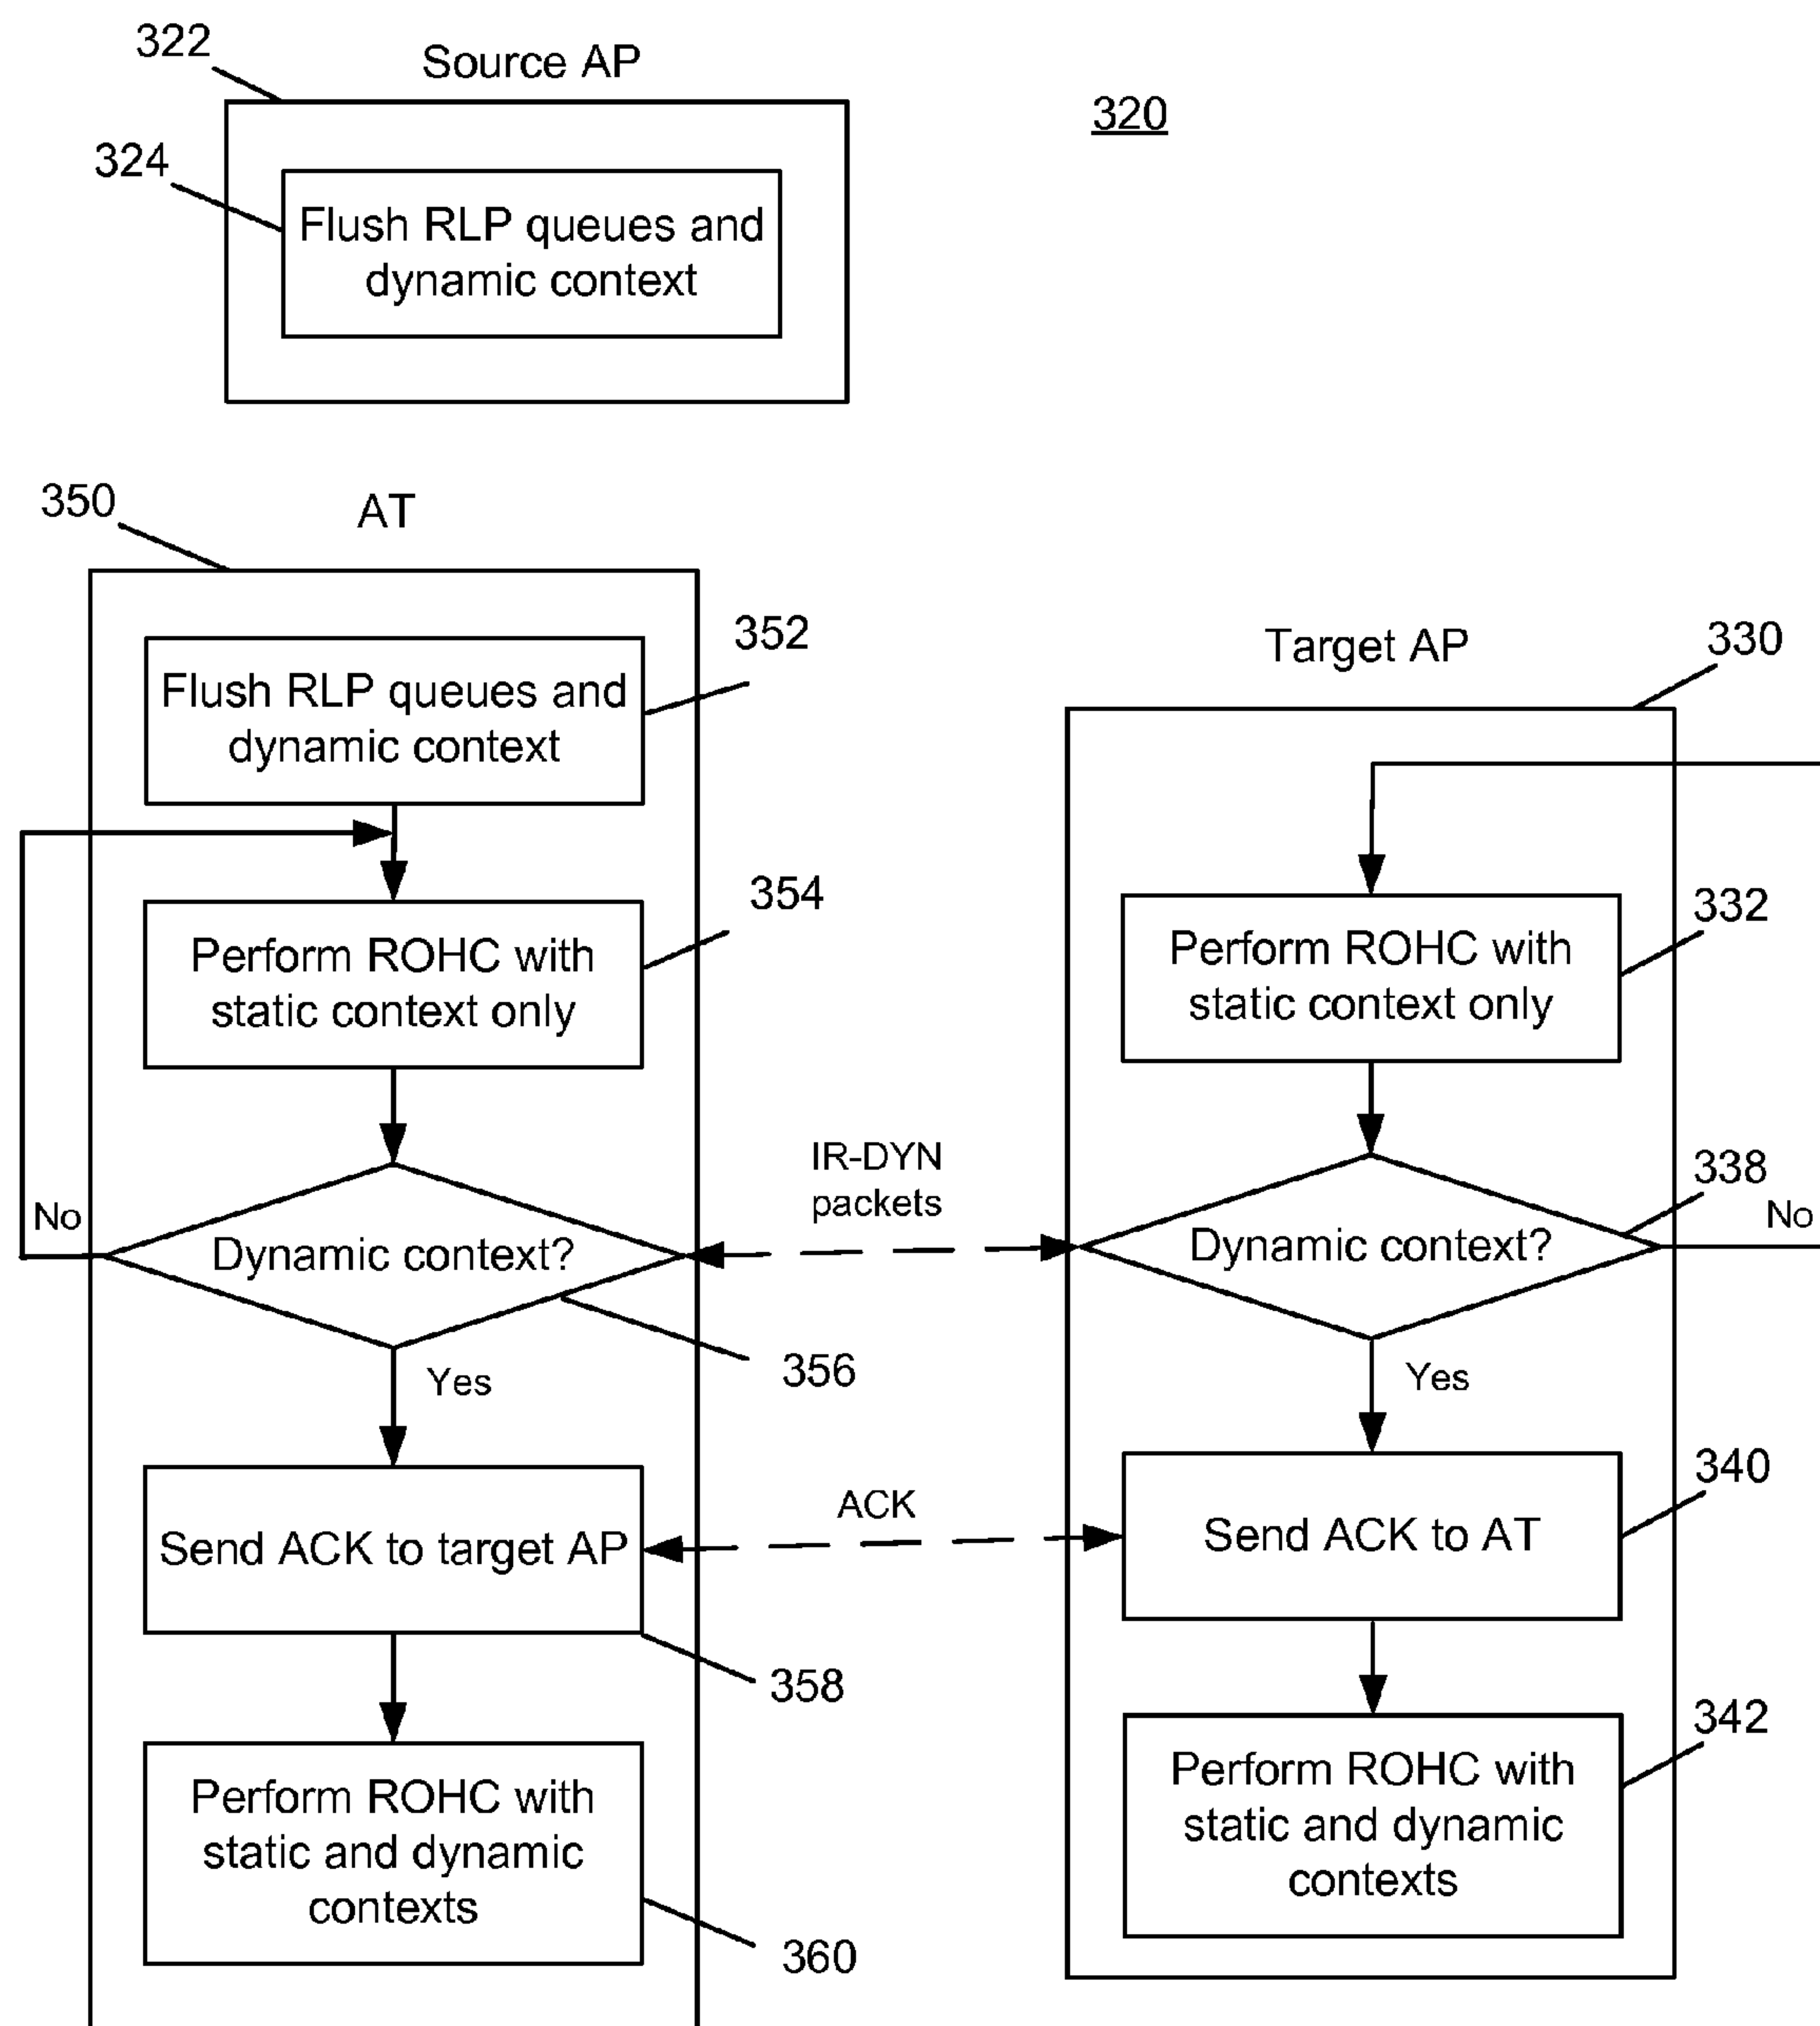 322
Source AP
320
324
Flush RLP queues and
dynamic context
350
AT
352
Flush RLP queues and
dynamic context
Target AP
330
354
Perform ROHC with
static context only
332
Perform ROHC with
static context only
IR-DYN
packets
338
No
Dynamic context?
Dynamic context?
No
356
Yes
Yes
340
ACK
Send ACK to target AP
Send ACK to AT
358
342
Perform ROHC with
static and dynamic
contexts
Perform ROHC with
static and dynamic
contexts
360